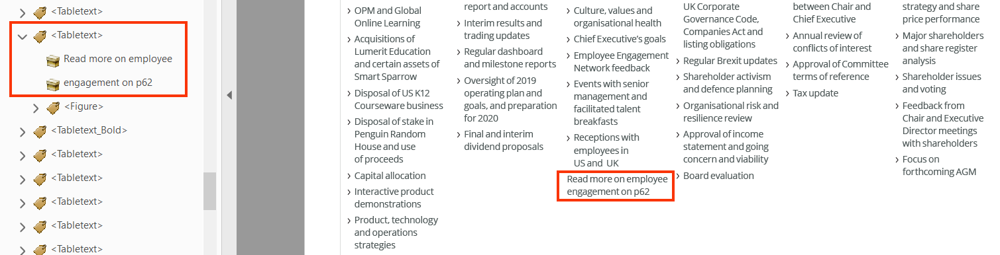 <Tabletext>
<Tabletext>
Read more on employee
engagement on p62
<Figure>
<Tabletext_Bold>
<Tabletext>
<Tabletext>
<Tabletext>
<Tabletext>
<Tabletext>
› OPM and Global
Online Learning
› Acquisitions of
Lumerit Education
and certain assets of
Smart Sparrow
› Disposal of US K12
Courseware business
› Disposal of stake in
Penguin Random
House and use
of proceeds
› Capital allocation
› Interactive product
demonstrations
› Product, technology
and operations
strategies
report and accounts
› Interim results and
trading updates
› Regular dashboard
and milestone reports
› Oversight of 2019
operating plan and
goals, and preparation
for 2020
› Final and interim
dividend proposals
› Culture, values and
organisational health
› Chief Executive's goals
› Employee Engagement
Network feedback
› Events with senior
management and
facilitated talent
breakfasts
› Receptions with
employees in
US and UK
Read more on employee
engagement on p62
UK Corporate
Governance Code,
Companies Act and
listing obligations
› Regular Brexit updates
› Shareholder activism
and defence planning
› Organisational risk and
resilience review
› Approval of income
statement and going
concern and viability
› Board evaluation
between Chair and
Chief Executive
› Annual review of
conflicts of interest
› Approval of Committee
terms of reference
› Tax update
strategy and share
price performance
› Major shareholders
and share register
analysis
› Shareholder issues
and voting
› Feedback from
Chair and Executive
Director meetings
with shareholders
› Focus on
forthcoming AGM